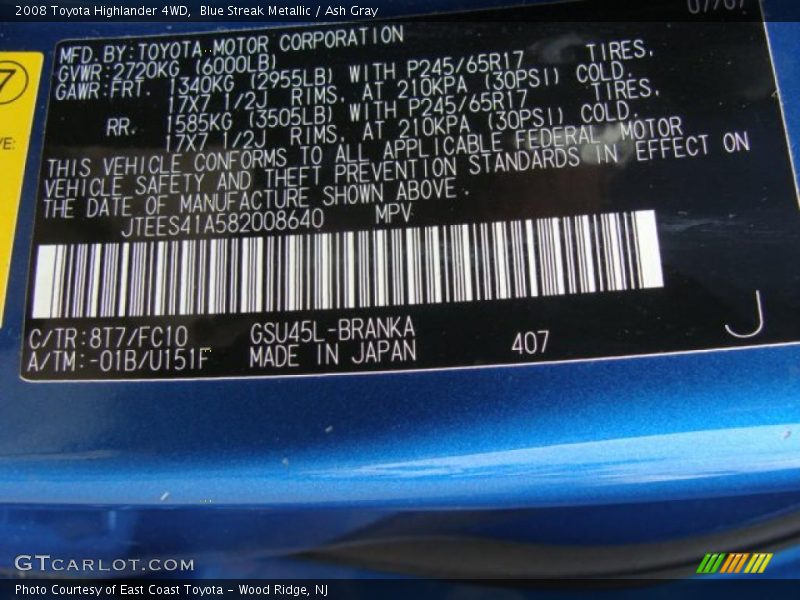 2008 Toyota Highlander 4WD,  Blue Streak Metallic / Ash Gray
07/07
7
VE:
MFD.BY:TOYOTA MOTOR CORPORATION
GVWR:2720KG (6000LB)
GAWR:FRT. 1340KG (2955LB) WITH P245/65R17 TIRES,
17X7 1/2J RIMS, AT 210KPA (30PSI) COLD.
RR. 1585KG (3505LB) WITH P245/65R17 TIRES,
17X7 1/2J RIMS, AT 210KPA (30PSI) COLD.
THIS VEHICLE CONFORMS TO ALL APPLICABLE FEDERAL MOTOR
VEHICLE SAFETY AND THEFT PREVENTION STANDARDS IN EFFECT ON
THE DATE OF MANUFACTURE SHOWN ABOVE.
JTEES41A582008640 MPV
C/TR:8T7/FC10 GSU45L-BRANKA
A/TM:-01B/U151F MADE IN JAPAN 407
J
GTCARLOT.COM
Photo Courtesy of East Coast Toyota - Wood Ridge, NJ